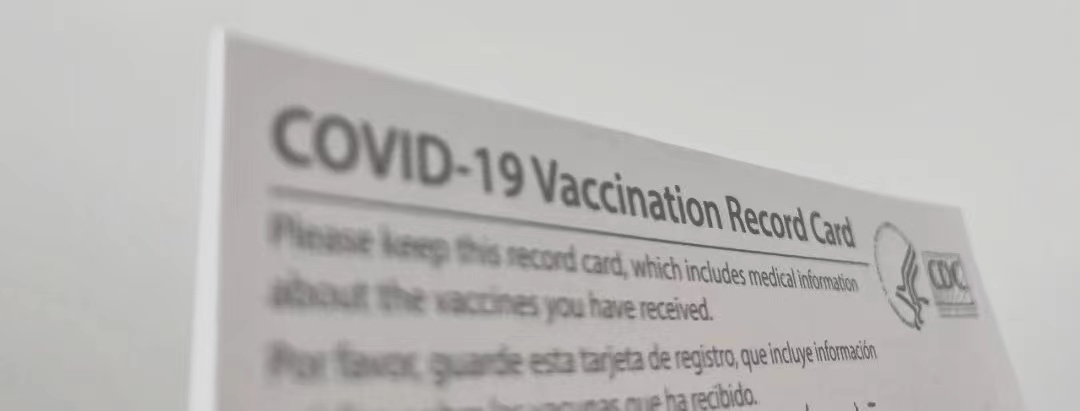 COVID-19 Vaccination Record Card
Please keep this record card, which includes medical information
about the vaccines you have received.
CDC
Por favor, guarde esta tarjeta de registro, que incluye información
sobre las vacunas que ha recibido.